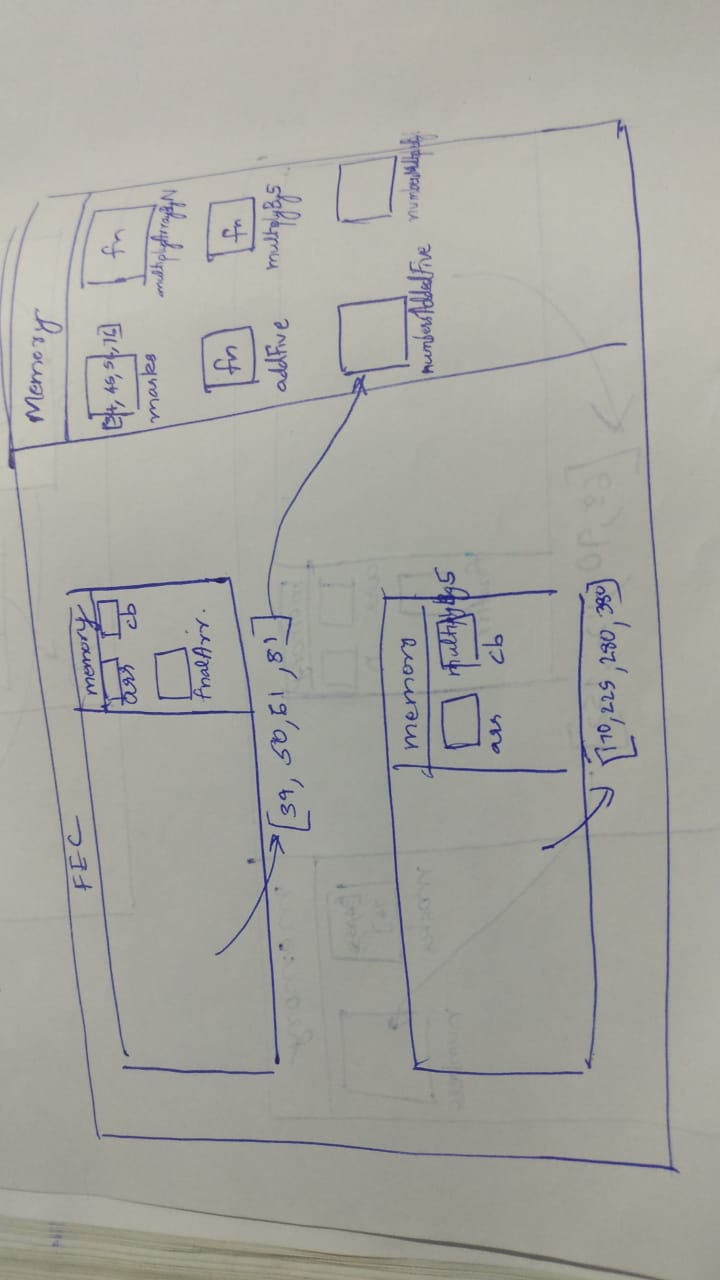 Memory
[34, 45, 56, 76]
fn
marks
multiplyArrayByN
fn
fn
addFive
multiplyBy5
numbersAddedFive
FEC
memory
arr
cb
finalArr.
[39, 50, 61, 81]
memory
multiplyBy5
arr
cb
[170, 225, 280, 380]